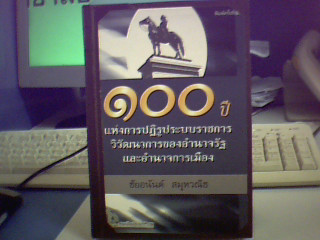 ๑๐๐ ปี
แห่งการปฏิรูประบบราชการ
วิวัฒนาการของอำนาจรัฐ
และอำนาจการเมือง
ชัยอนันต์ สมุทวณิช